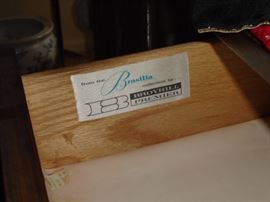 from the Brasilia collection by
BROYHILL
PREMIER